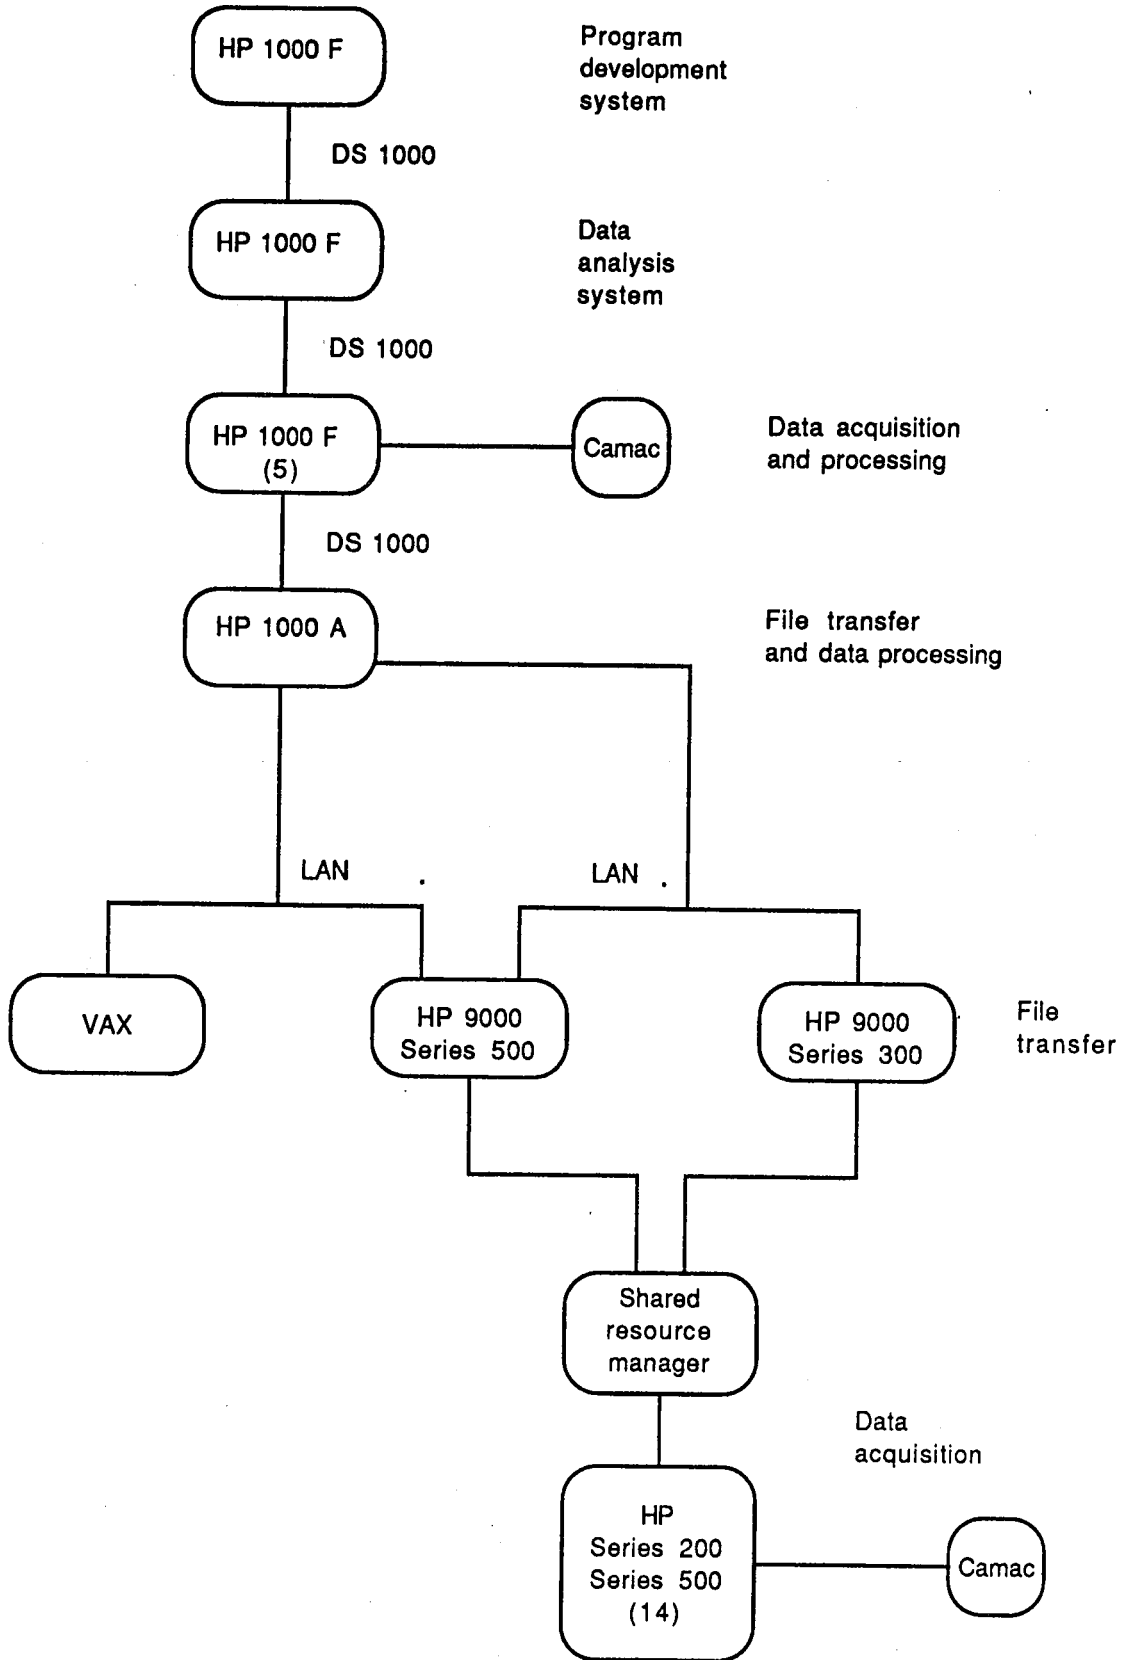 HP 1000 F
Program
development
system
DS 1000
HP 1000 F
Data
analysis
system
DS 1000
HP 1000 F
(5)
Camac
Data acquisition
and processing
DS 1000
HP 1000 A
File transfer
and data processing
LAN
LAN
VAX
HP 9000
Series 500
HP 9000
Series 300
File
transfer
Shared
resource
manager
Data
acquisition
HP
Series 200
Series 500
(14)
Camac